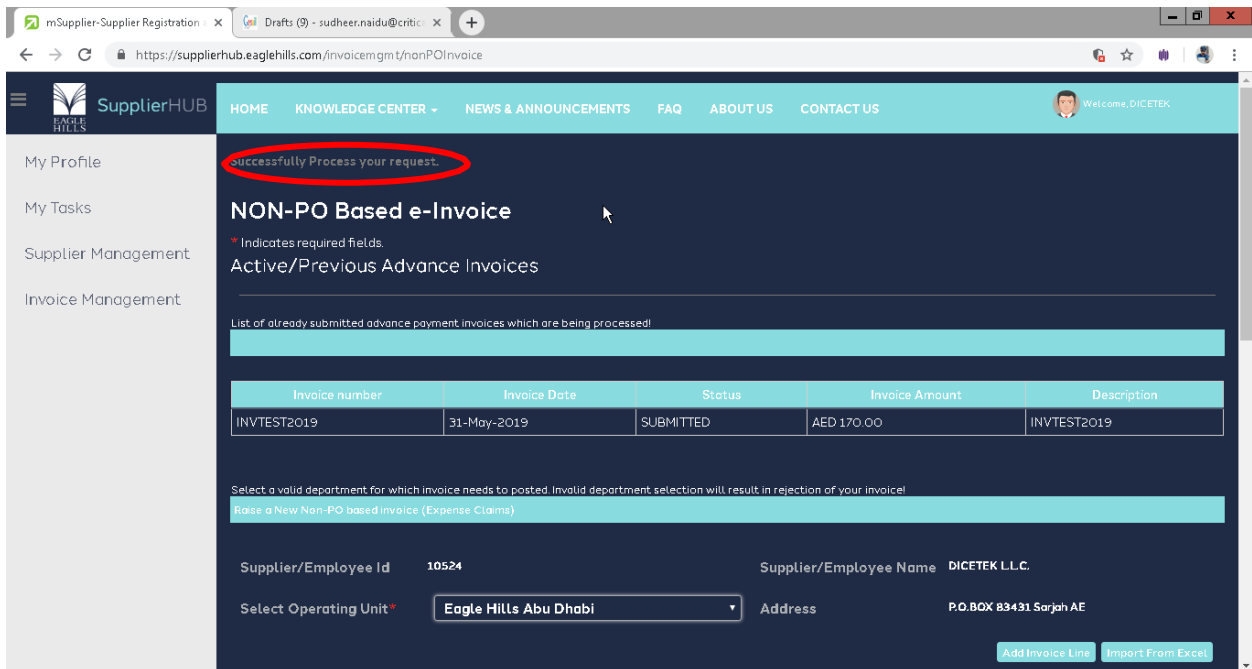 mSupplier-Supplier Registration
Drafts (9) - sudheer.naidu@critic
https://supplierhub.eaglehills.com/invoicemgmt/nonPOInvoice
EAGLE HILLS
SupplierHUB
HOME KNOWLEDGE CENTER NEWS & ANNOUNCEMENTS FAQ ABOUT US CONTACT US
Welcome, DICETEK
My Profile
My Tasks
Supplier Management
Invoice Management
Successfully Process your request.
NON-PO Based e-Invoice
* Indicates required fields.
Active/Previous Advance Invoices
List of already submitted advance payment invoices which are being processed!
Invoice number Invoice Date Status Invoice Amount Description
INVTEST2019 31-May-2019 SUBMITTED AED 170.00 INVTEST2019
Select a valid department for which invoice needs to posted. Invalid department selection will result in rejection of your invoice!
Raise a New Non-PO based invoice (Expense Claims)
Supplier/Employee Id 10524 Supplier/Employee Name DICETEK L.L.C.
Select Operating Unit* Eagle Hills Abu Dhabi Address P.O.BOX 83431 Sarjah AE
Add Invoice Line Import From Excel